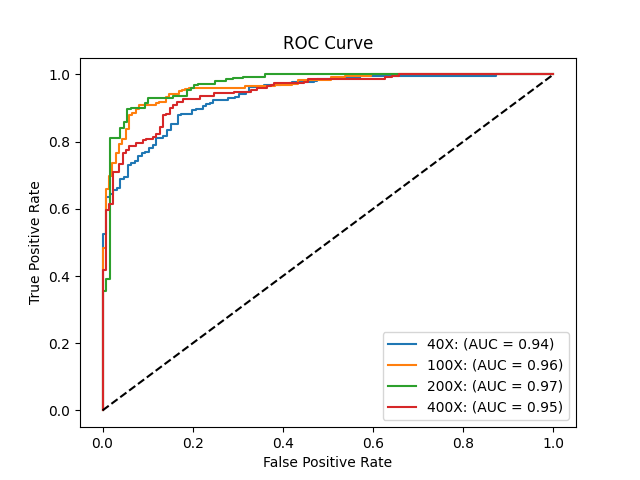 ROC Curve
True Positive Rate
1.0
0.8
0.6
0.4
0.2
0.0
40X: (AUC = 0.94)
100X: (AUC = 0.96)
200X: (AUC = 0.97)
400X: (AUC = 0.95)
0.0 0.2 0.4 0.6 0.8 1.0
False Positive Rate